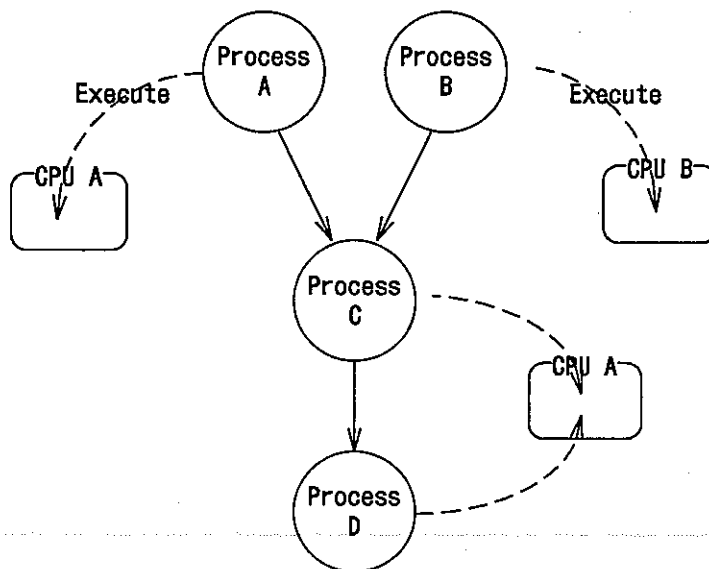 Process
A
Process
B
Execute
Execute
CPU A
CPU B
Process
C
CPU A
Process
D